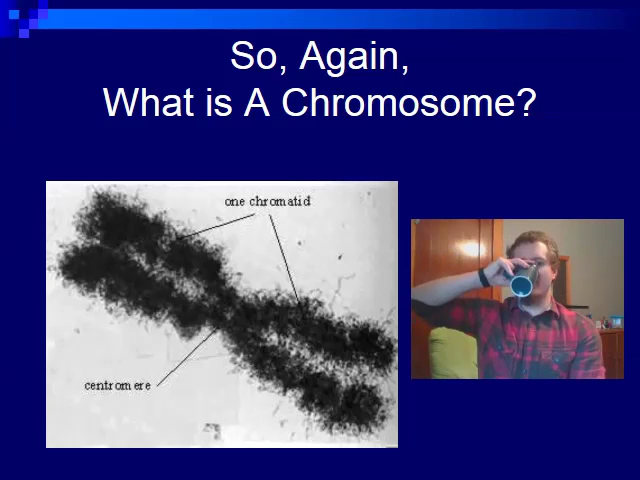 So, Again,
What is A Chromosome?
one chromatid
centromere